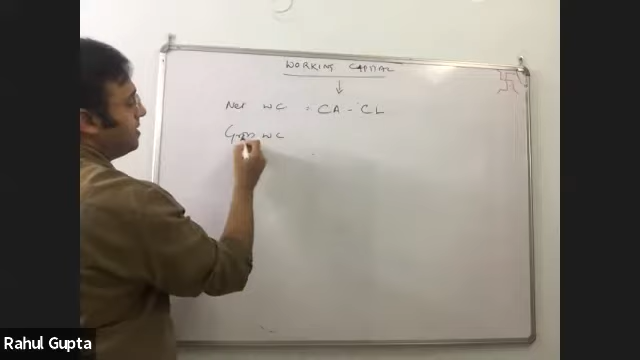 WORKING CAPITAL
↓
Net WC = CA - CL
Gross WC
Rahul Gupta